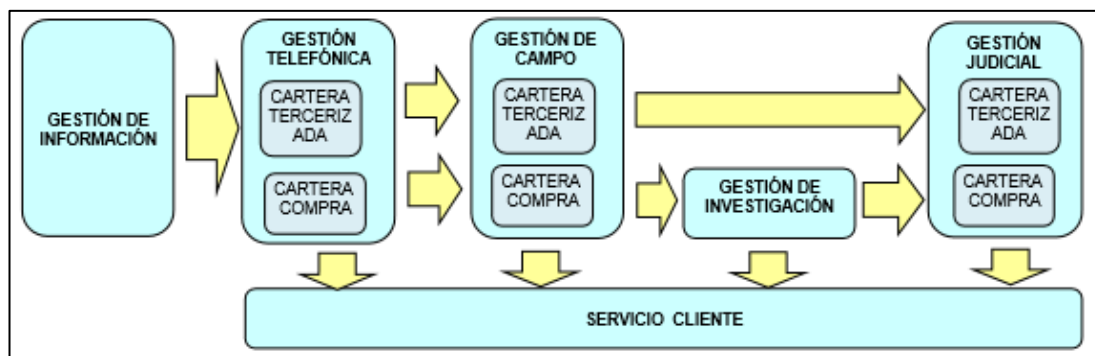 GESTIÓN DE
INFORMACIÓN
GESTIÓN
TELEFÓNICA
CARTERA
TERCERIZ
ADA
CARTERA
COMPRA
GESTIÓN DE
CAMPO
CARTERA
TERCERIZ
ADA
CARTERA
COMPRA
GESTIÓN DE
INVESTIGACIÓN
GESTIÓN
JUDICIAL
CARTERA
TERCERIZ
ADA
CARTERA
COMPRA
SERVICIO CLIENTE